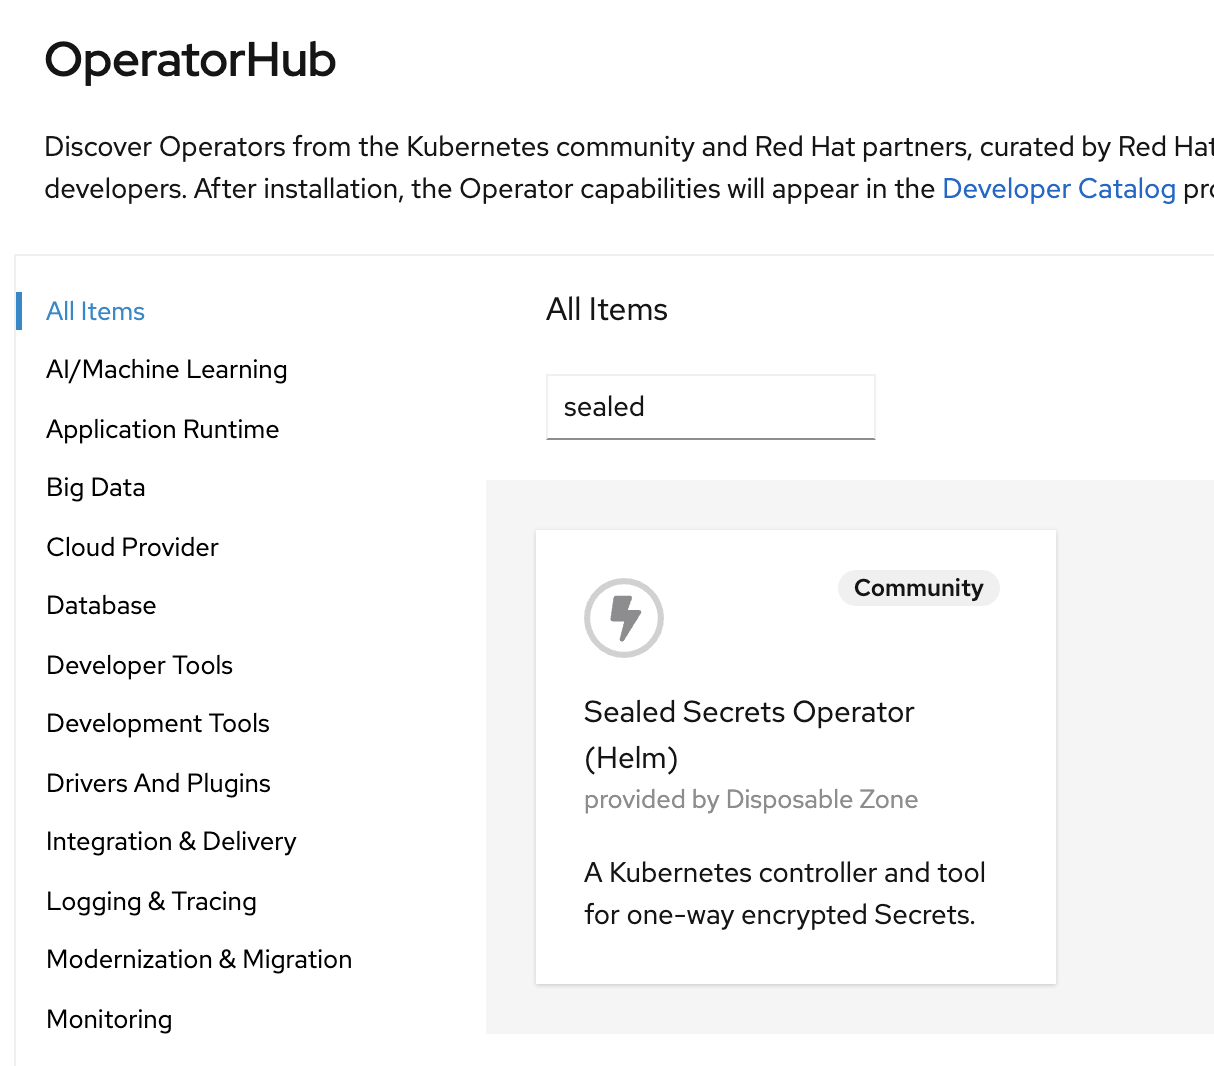 OperatorHub
Discover Operators from the Kubernetes community and Red Hat partners, curated by Red Hat
developers. After installation, the Operator capabilities will appear in the Developer Catalog
All Items
AI/Machine Learning
Application Runtime
Big Data
Cloud Provider
Database
Developer Tools
Development Tools
Drivers And Plugins
Integration & Delivery
Logging & Tracing
Modernization & Migration
Monitoring
All Items
sealed
Community
Sealed Secrets Operator
(Helm)
provided by Disposable Zone
A Kubernetes controller and tool
for one-way encrypted Secrets.